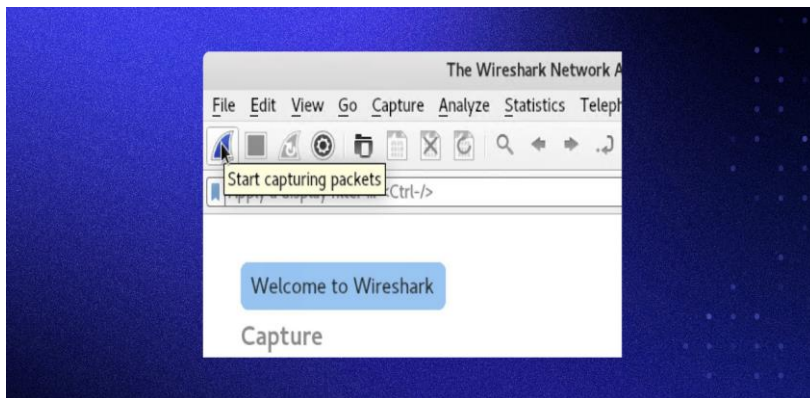 The Wireshark Network A
File Edit View Go Capture Analyze Statistics Teleph
Start capturing packets
<Ctrl-/>
Welcome to Wireshark
Capture